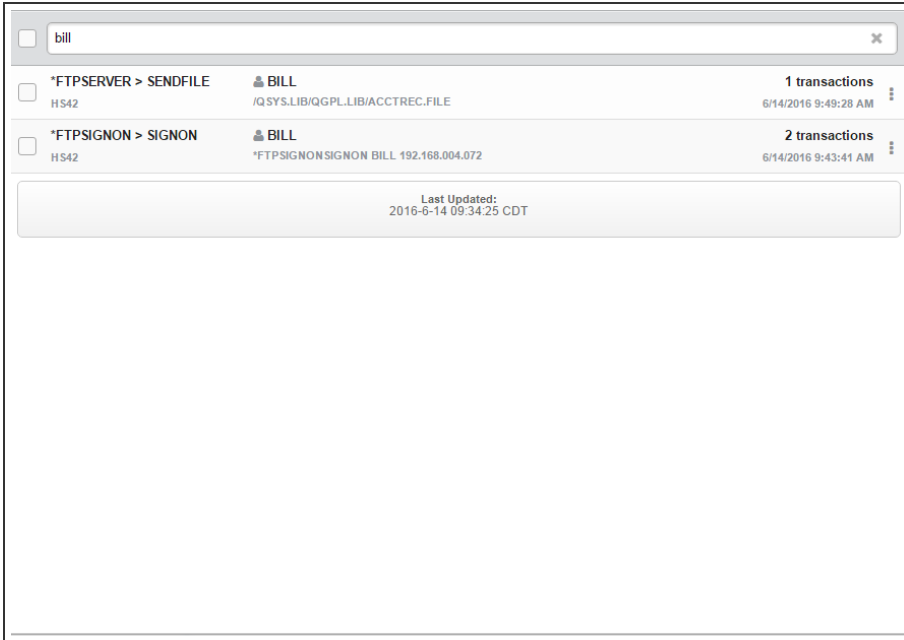 bill
*FTPSERVER > SENDFILE BILL 1 transactions
HS42 /QSYS.LIB/QGPL.LIB/ACCTREC.FILE 6/14/2016 9:49:28 AM
*FTPSIGNON > SIGNON BILL 2 transactions
HS42 *FTPSIGNONSIGNON BILL 192.168.004.072 6/14/2016 9:43:41 AM
Last Updated:
2016-6-14 09:34:25 CDT